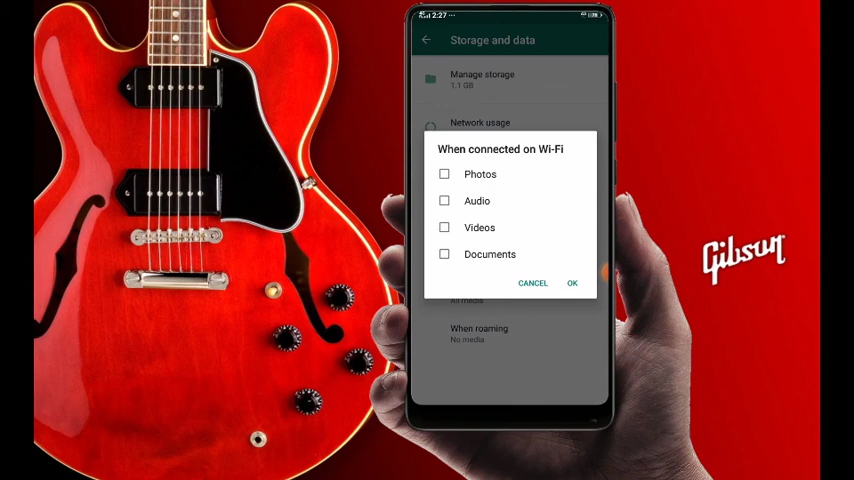 2:27
Storage and data
Manage storage
1.1 GB
Network usage
When connected on Wi-Fi
Photos
Audio
Videos
Documents
CANCEL OK
All media
When roaming
No media
Gibson